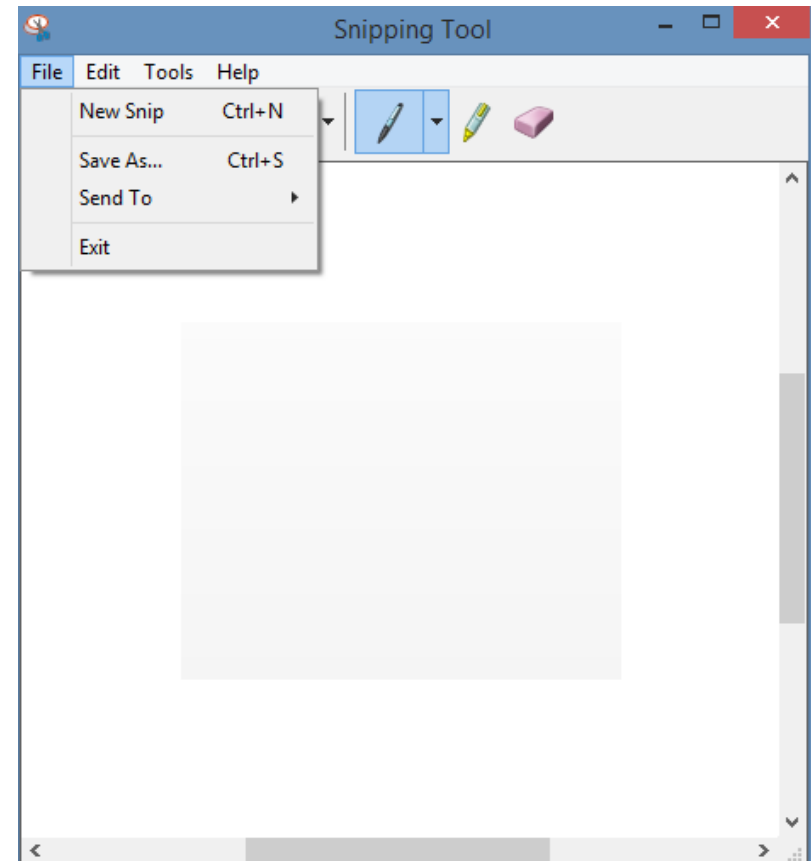 Snipping Tool
File Edit Tools Help
New Snip Ctrl+N
Save As... Ctrl+S
Send To
Exit